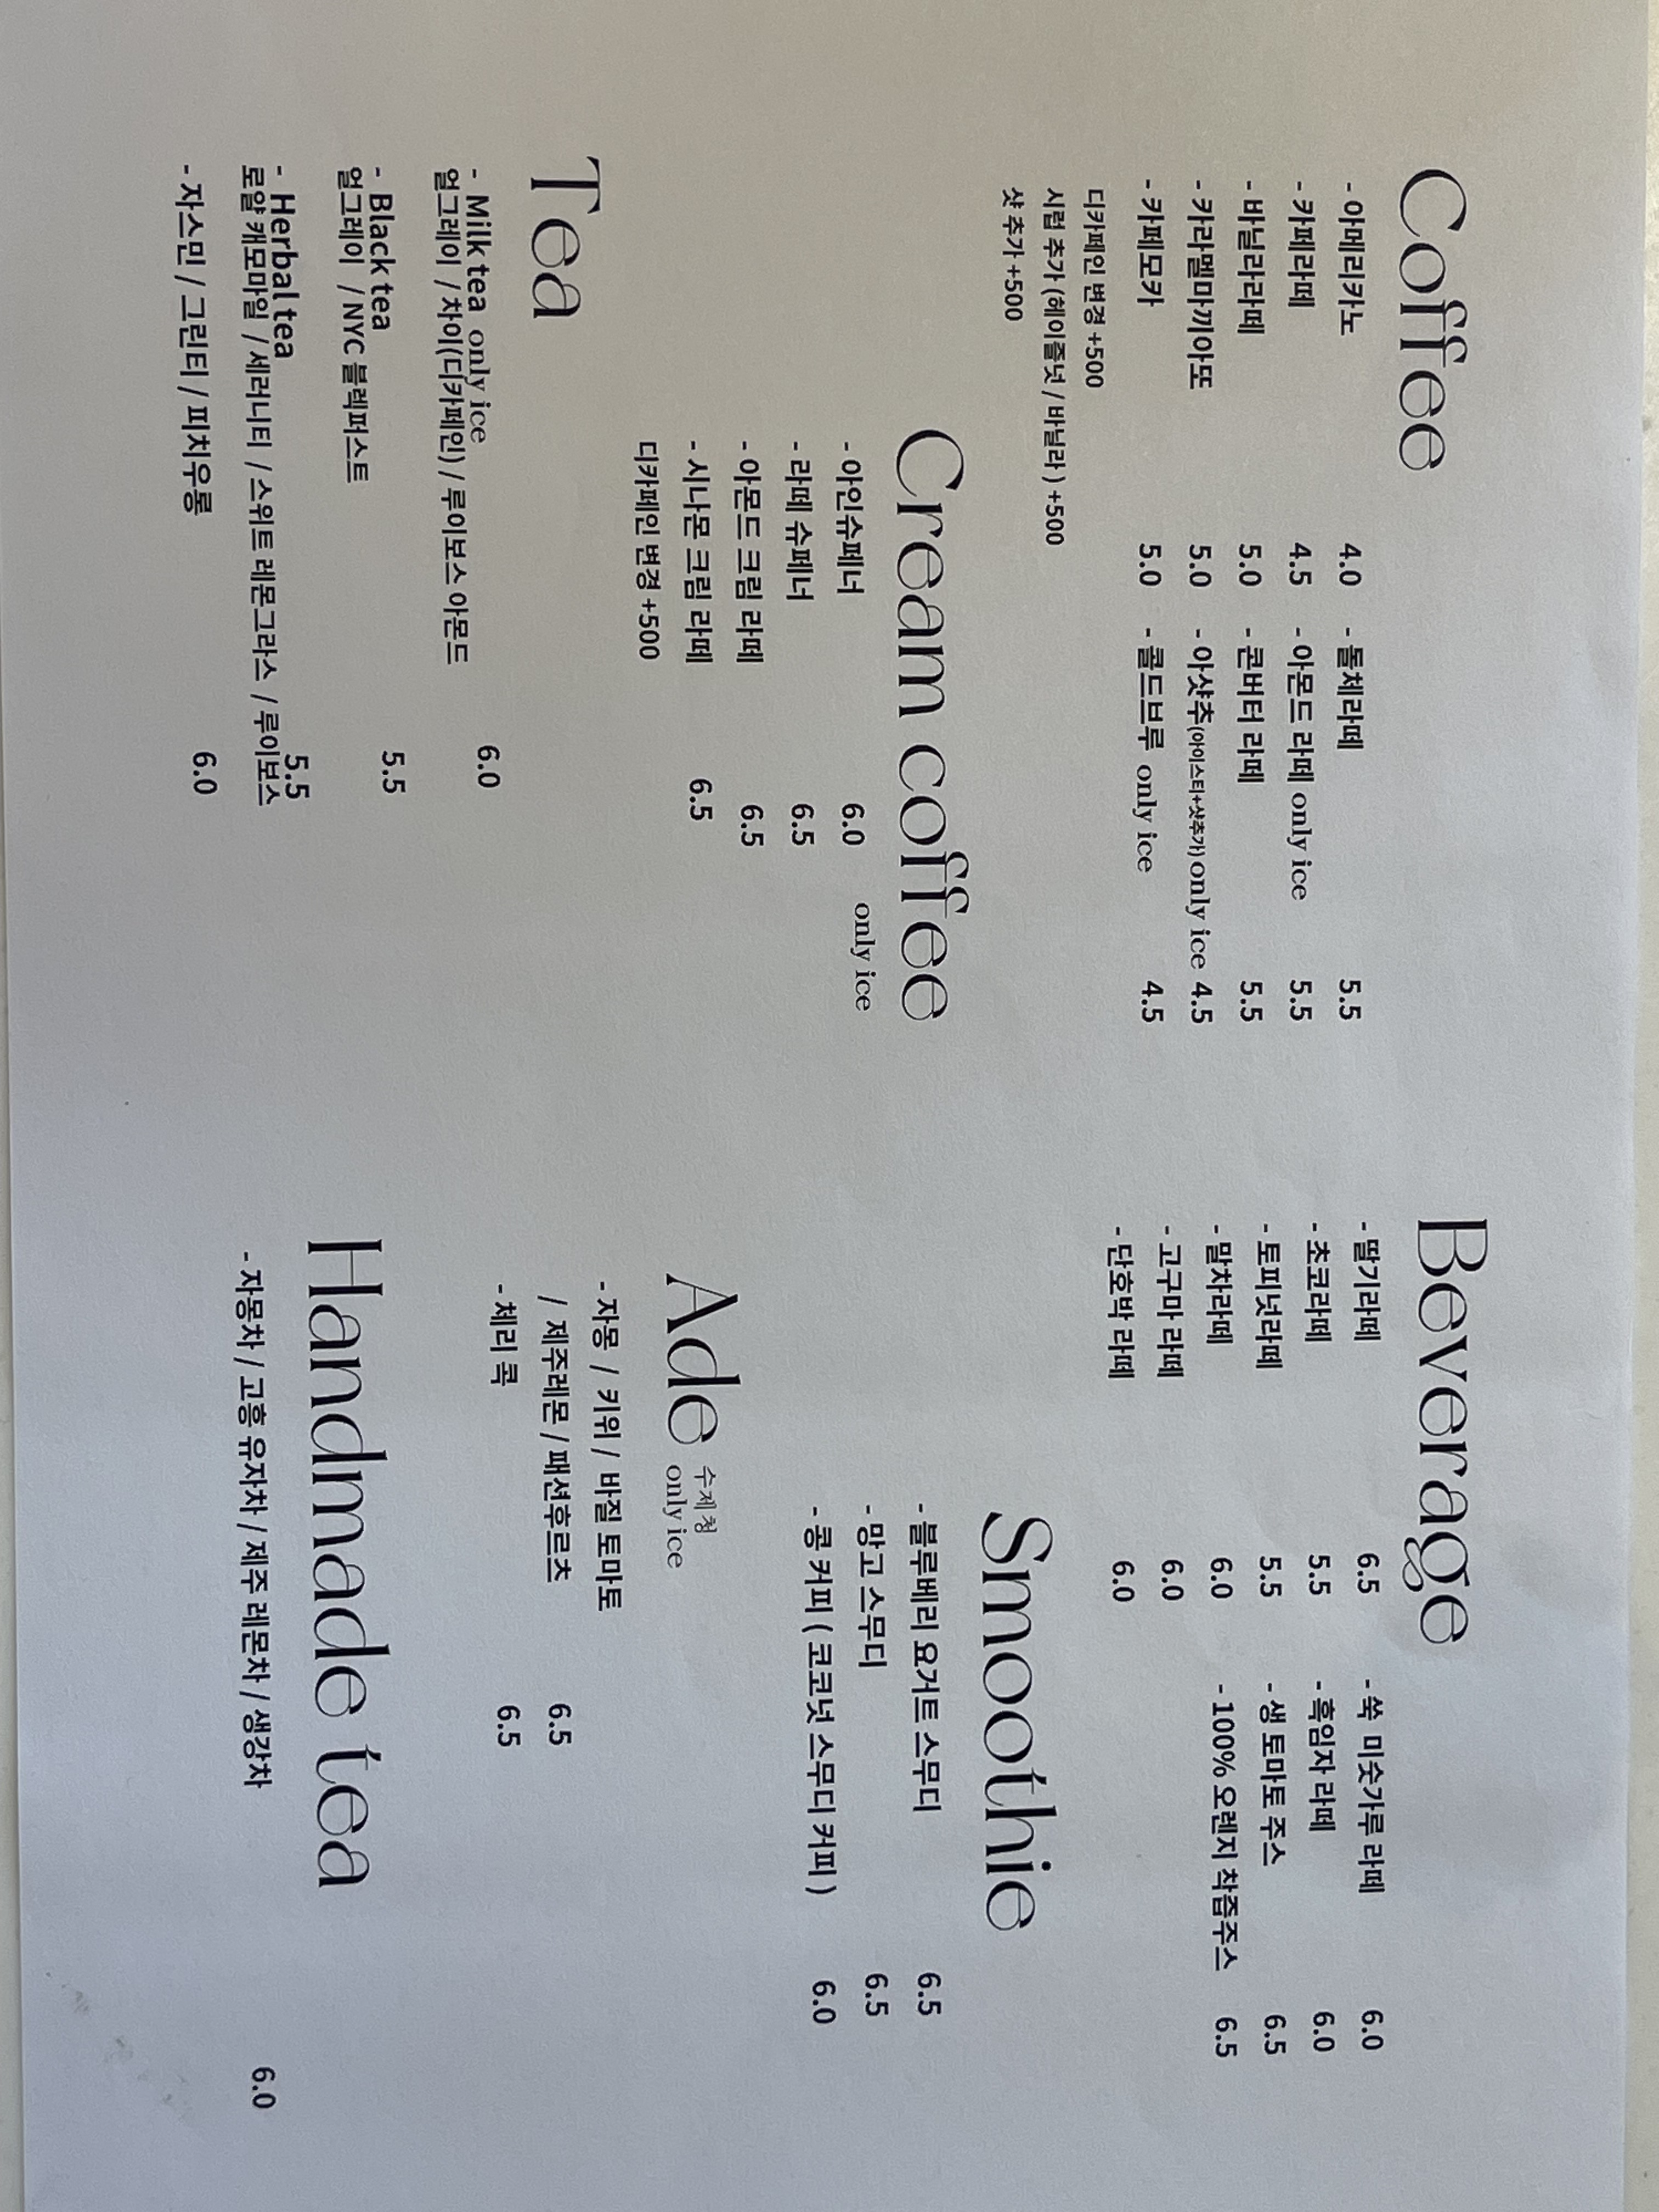 Coffee
- 아메리카노 4.0 - 돌체라떼 5.5
- 카페라떼 4.5 - 아몬드 라떼 only ice 5.5
- 바닐라라떼 5.0 - 콘버터 라떼 5.5
- 카라멜마끼아또 5.0 - 아샷추(아이스티+샷추가) only ice 4.5
- 카페모카 5.0 - 콜드브루 only ice 4.5
디카페인 변경 +500
시럽 추가 (헤이즐넛 / 바닐라 ) +500
샷 추가 +500
Cream coffee
only ice
- 아인슈페너 6.0
- 라떼 슈페너 6.5
- 아몬드 크림 라떼 6.5
- 시나몬 크림 라떼 6.5
디카페인 변경 +500
Tea
- Milk tea only ice 6.0
얼그레이 / 차이(디카페인) / 루이보스 아몬드
- Black tea 5.5
얼그레이 / NYC 블렉퍼스트
- Herbal tea 5.5
로얄 캐모마일 / 세러니티 / 스위트 레몬그라스 / 루이보스
- 자스민 / 그린티 / 피치우롱 6.0
Beverage
- 딸기라떼 6.5 - 쑥 미숫가루 라떼 6.0
- 초코라떼 5.5 - 흑임자 라떼 6.0
- 토피넛라떼 5.5 - 생 토마토 주스 6.5
- 말차라떼 6.0 - 100% 오렌지 착즙주스 6.5
- 고구마 라떼 6.0
- 단호박 라떼 6.0
Smoothie
- 블루베리 요거트 스무디 6.5
- 망고 스무디 6.5
- 콩 커피 ( 코코넛 스무디 커피 ) 6.0
Ade 수제청
only ice
- 자몽 / 키위 / 바질 토마토
/ 제주레몬 / 패션후르츠 6.5
- 체리 콕 6.5
Handmade tea
- 자몽차 / 고흥 유자차 / 제주 레몬차 / 생강차 6.0